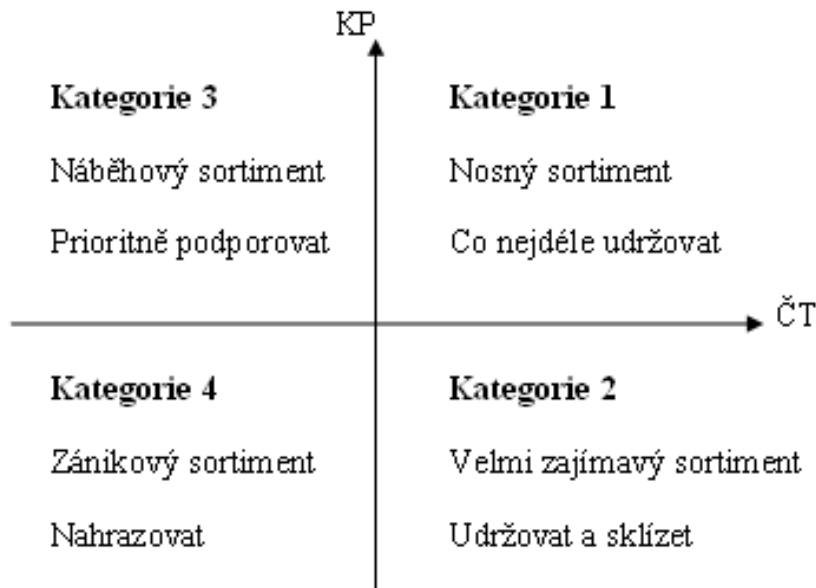 KP
Kategorie 3
Náběhový sortiment
Prioritně podporovat
Kategorie 1
Nosný sortiment
Co nejdéle udržovat
ČT
Kategorie 4
Zánikový sortiment
Nahrazovat
Kategorie 2
Velmi zajímavý sortiment
Udržovat a sklízet